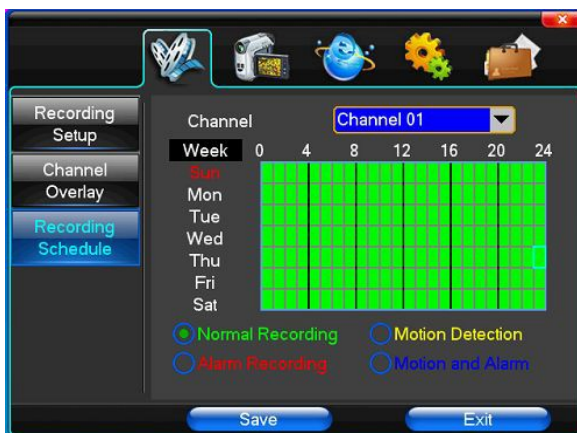 Recording
Setup
Channel
Overlay
Recording
Schedule
Channel Channel 01
Week 0 4 8 12 16 20 24
Sun
Mon
Tue
Wed
Thu
Fri
Sat
Normal Recording Motion Detection
Alarm Recording Motion and Alarm
Save Exit